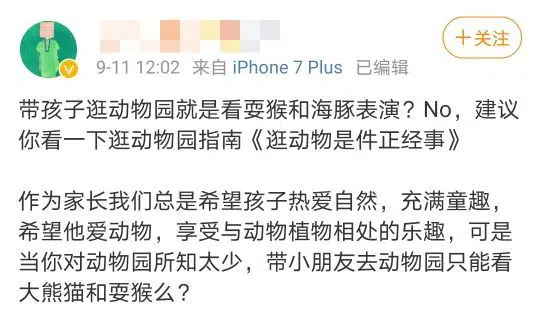 +关注
9-11 12:02 来自 iPhone 7 Plus 已编辑
带孩子逛动物园就是看耍猴和海豚表演？No，建议
你看一下逛动物园指南《逛动物是件正经事》
作为家长我们总是希望孩子热爱自然，充满童趣，
希望他爱动物，享受与动物植物相处的乐趣，可是
当你对动物园所知太少，带小朋友去动物园只能看
大熊猫和耍猴么？